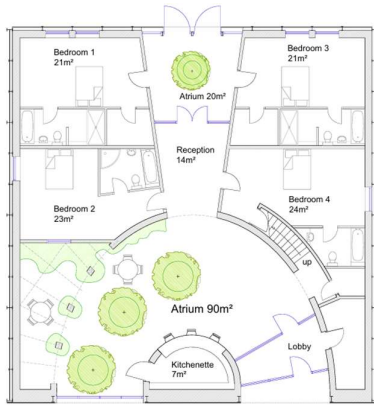 Bedroom 1
21m²
Bedroom 3
21m²
Atrium 20m²
Reception
14m²
Bedroom 2
23m²
Bedroom 4
24m²
up
Atrium 90m²
Lobby
Kitchenette
7m²